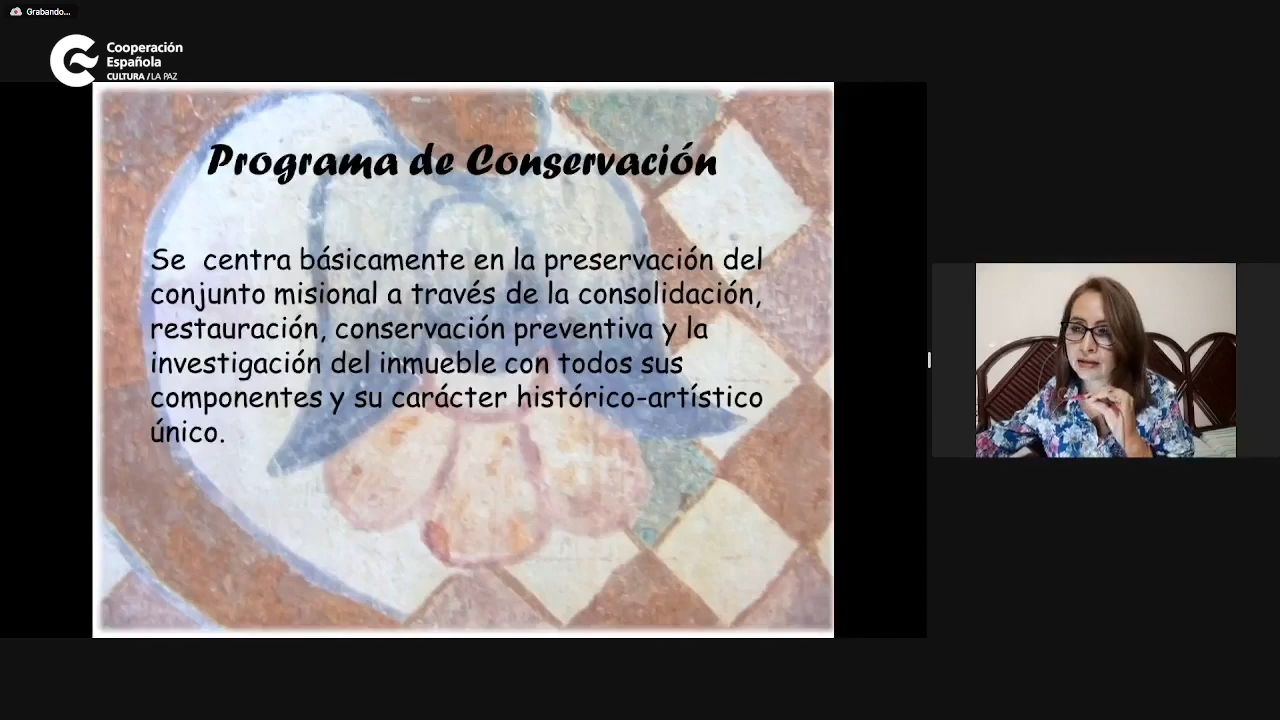 Grabando...
Cooperación
Española
CULTURA / LA PAZ
Programa de Conservación
Se centra básicamente en la preservación del
conjunto misional a través de la consolidación,
restauración, conservación preventiva y la
investigación del inmueble con todos sus
componentes y su carácter histórico-artístico
único.